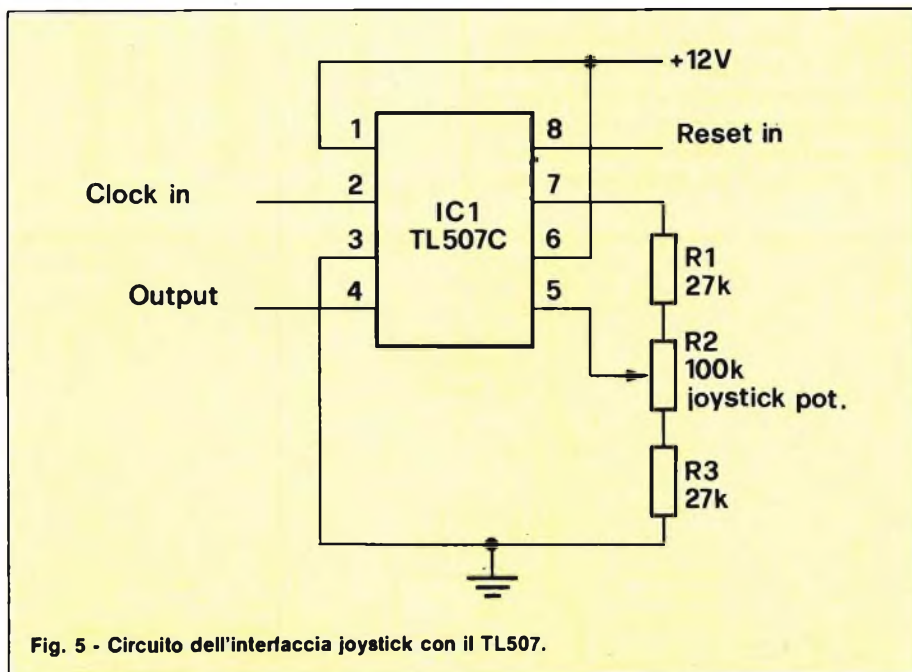 +12V
1
8
Reset in
Clock in
2
7
IC1
TL507C
3
6
Output
4
5
R1
27k
R2
100k
joystick pot.
R3
27k
Fig. 5 - Circuito dell'interfaccia joystick con il TL507.